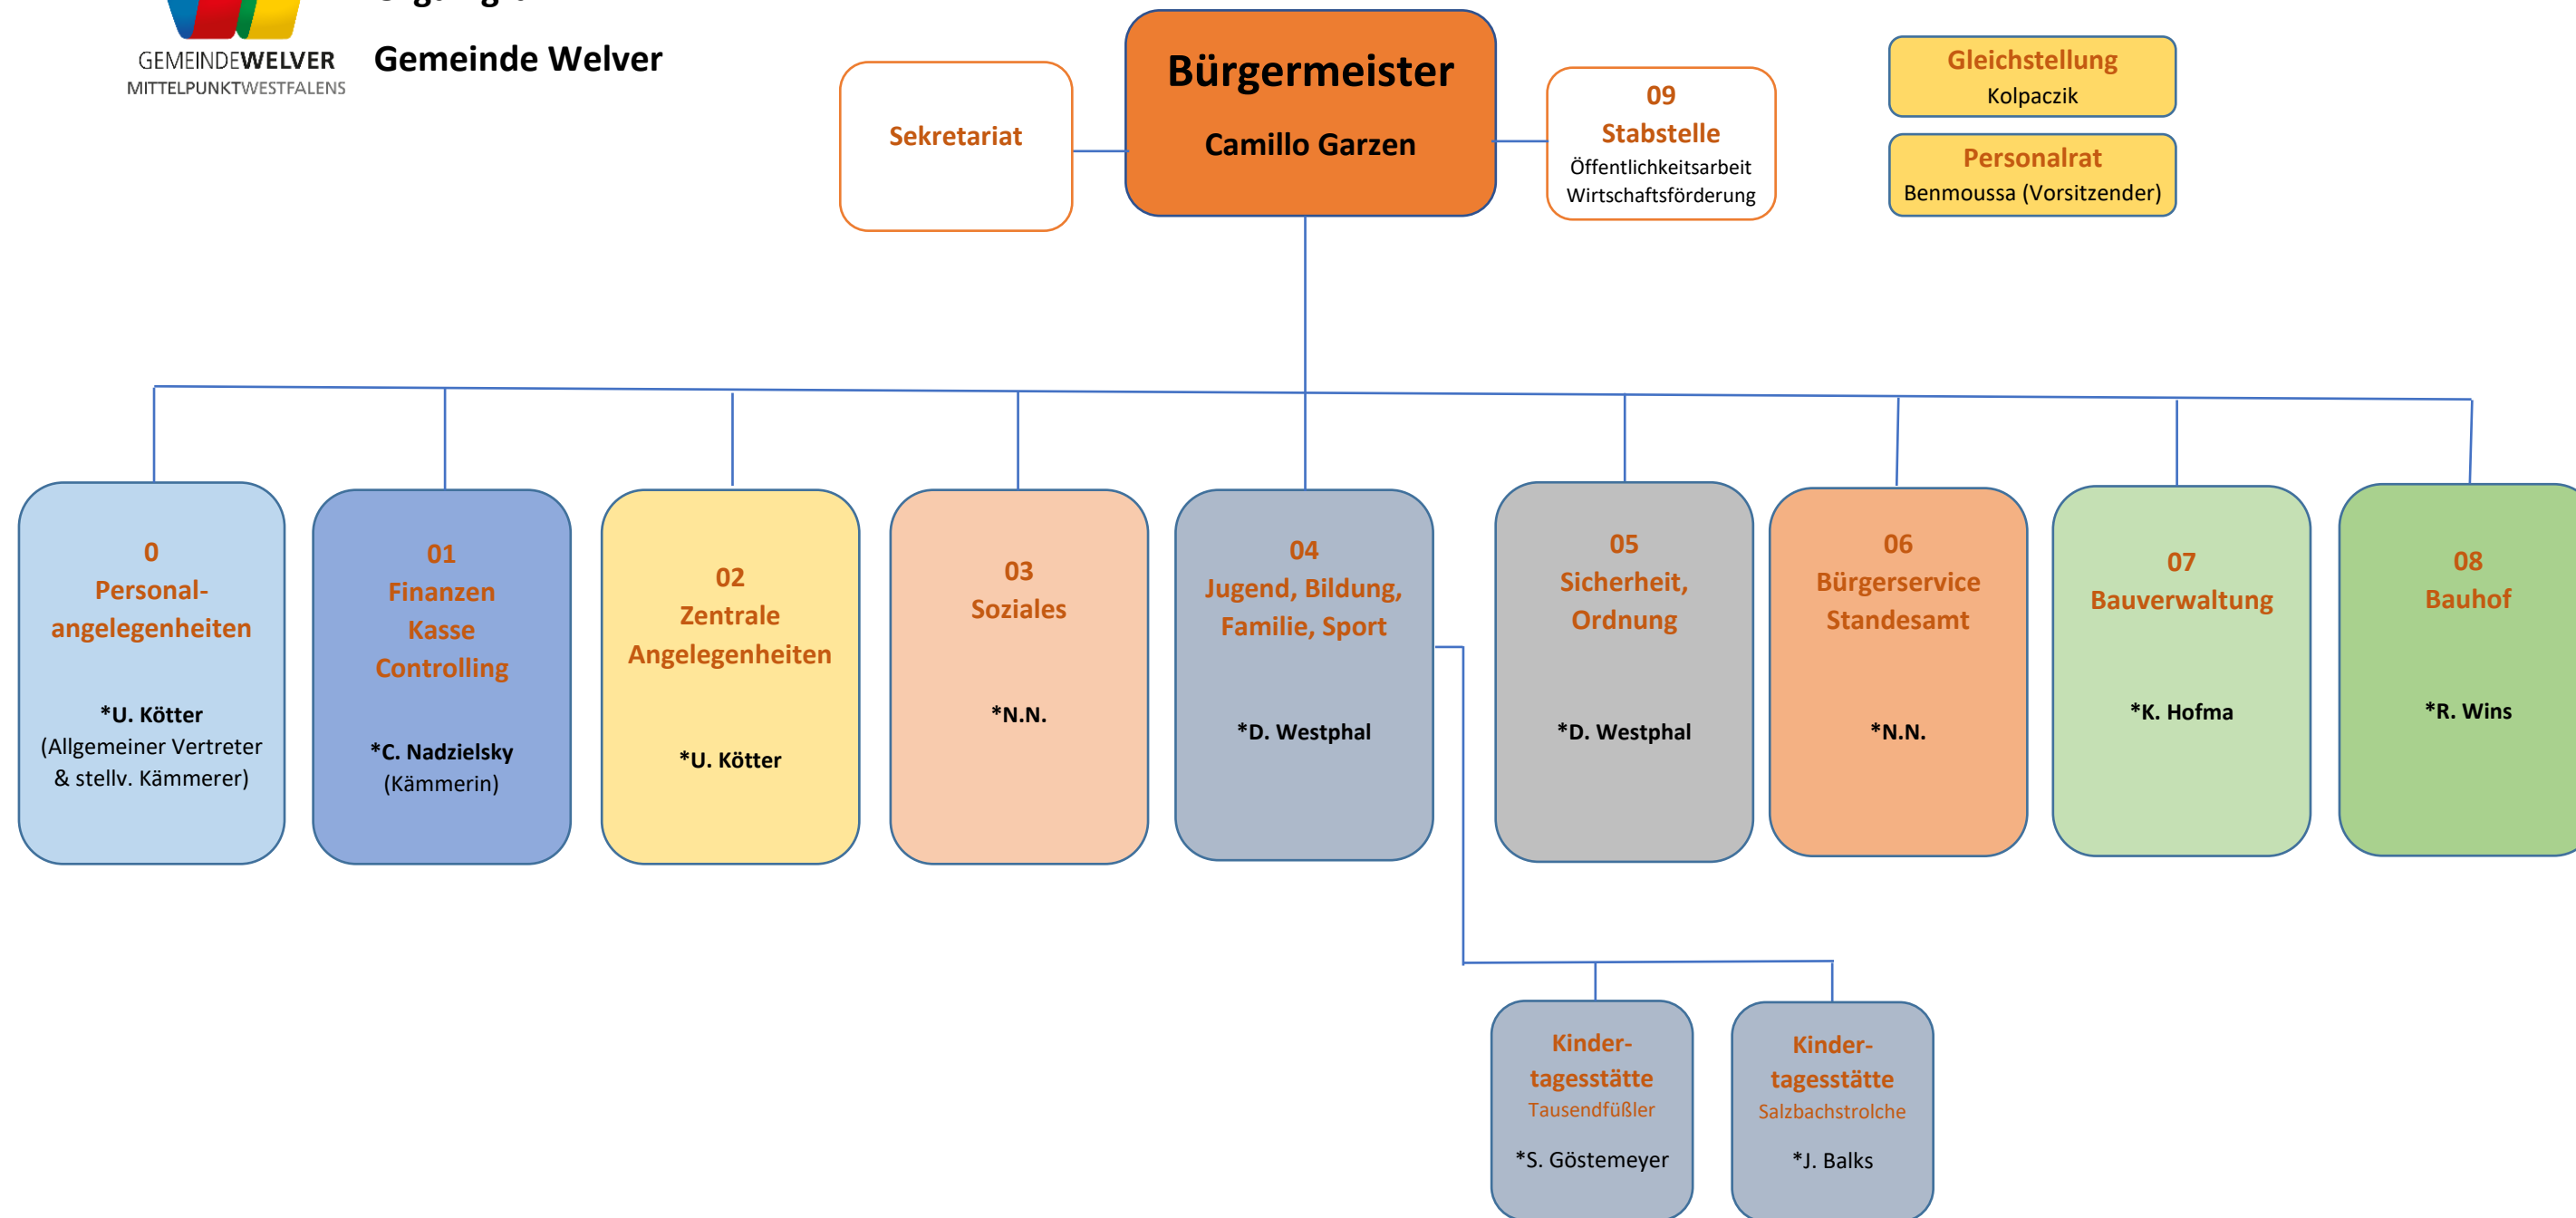 GEMEINDEWELVER
MITTELPUNKTWESTFALENS
Gemeinde Welver
Sekretariat
Bürgermeister
Camillo Garzen
09
Stabstelle
Öffentlichkeitsarbeit
Wirtschaftsförderung
Gleichstellung
Kolpaczik
Personalrat
Benmoussa (Vorsitzender)
0
Personal-
angelegenheiten
*U. Kötter
(Allgemeiner Vertreter
& stellv. Kämmerer)
01
Finanzen
Kasse
Controlling
*C. Nadzielsky
(Kämmerin)
02
Zentrale
Angelegenheiten
*U. Kötter
03
Soziales
*N.N.
04
Jugend, Bildung,
Familie, Sport
*D. Westphal
05
Sicherheit,
Ordnung
*D. Westphal
06
Bürgerservice
Standesamt
*N.N.
07
Bauverwaltung
*K. Hofma
08
Bauhof
*R. Wins
Kinder-
tagesstätte
Tausendfüßler
*S. Göstemeyer
Kinder-
tagesstätte
Salzbachstrolche
*J. Balks